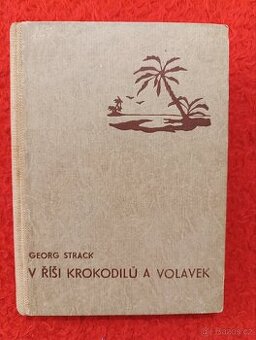 GEORG STRACK
V ŘÍŠI KROKODILŮ A VOLAVEK